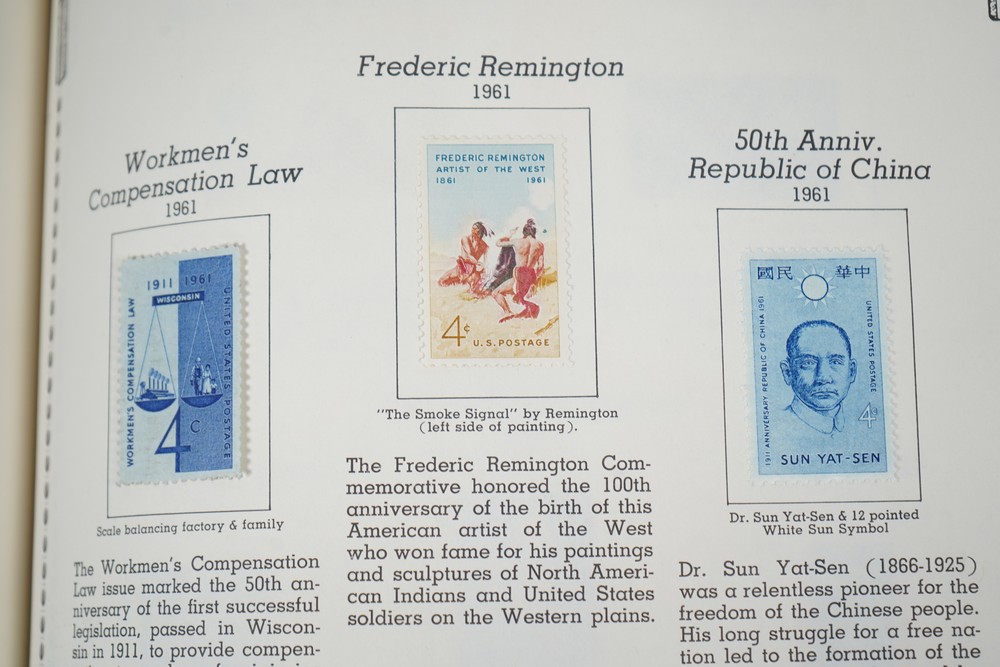 Workmen's
Compensation Law
1961
1911 1961
WISCONSIN
WORKMEN'S COMPENSATION LAW
UNITED STATES POSTAGE
4c
Scale balancing factory & family
The Workmen's Compensation
Law issue marked the 50th an-
niversary of the first successful
legislation, passed in Wiscon-
sin in 1911, to provide compen-
Frederic Remington
1961
FREDERIC REMINGTON
ARTIST OF THE WEST
1861 1961
4¢
U.S. POSTAGE
"The Smoke Signal" by Remington
(left side of painting).
The Frederic Remington Com-
memorative honored the 100th
anniversary of the birth of this
American artist of the West
who won fame for his paintings
and sculptures of North Ameri-
can Indians and United States
soldiers on the Western plains.
50th Anniv.
Republic of China
1961
國民 華中
1911 ANNIVERSARY REPUBLIC OF CHINA 1961
UNITED STATES POSTAGE
4¢
SUN YAT-SEN
Dr. Sun Yat-Sen & 12 pointed
White Sun Symbol
Dr. Sun Yat-Sen (1866-1925)
was a relentless pioneer for the
freedom of the Chinese people.
His long struggle for a free na-
tion led to the formation of the